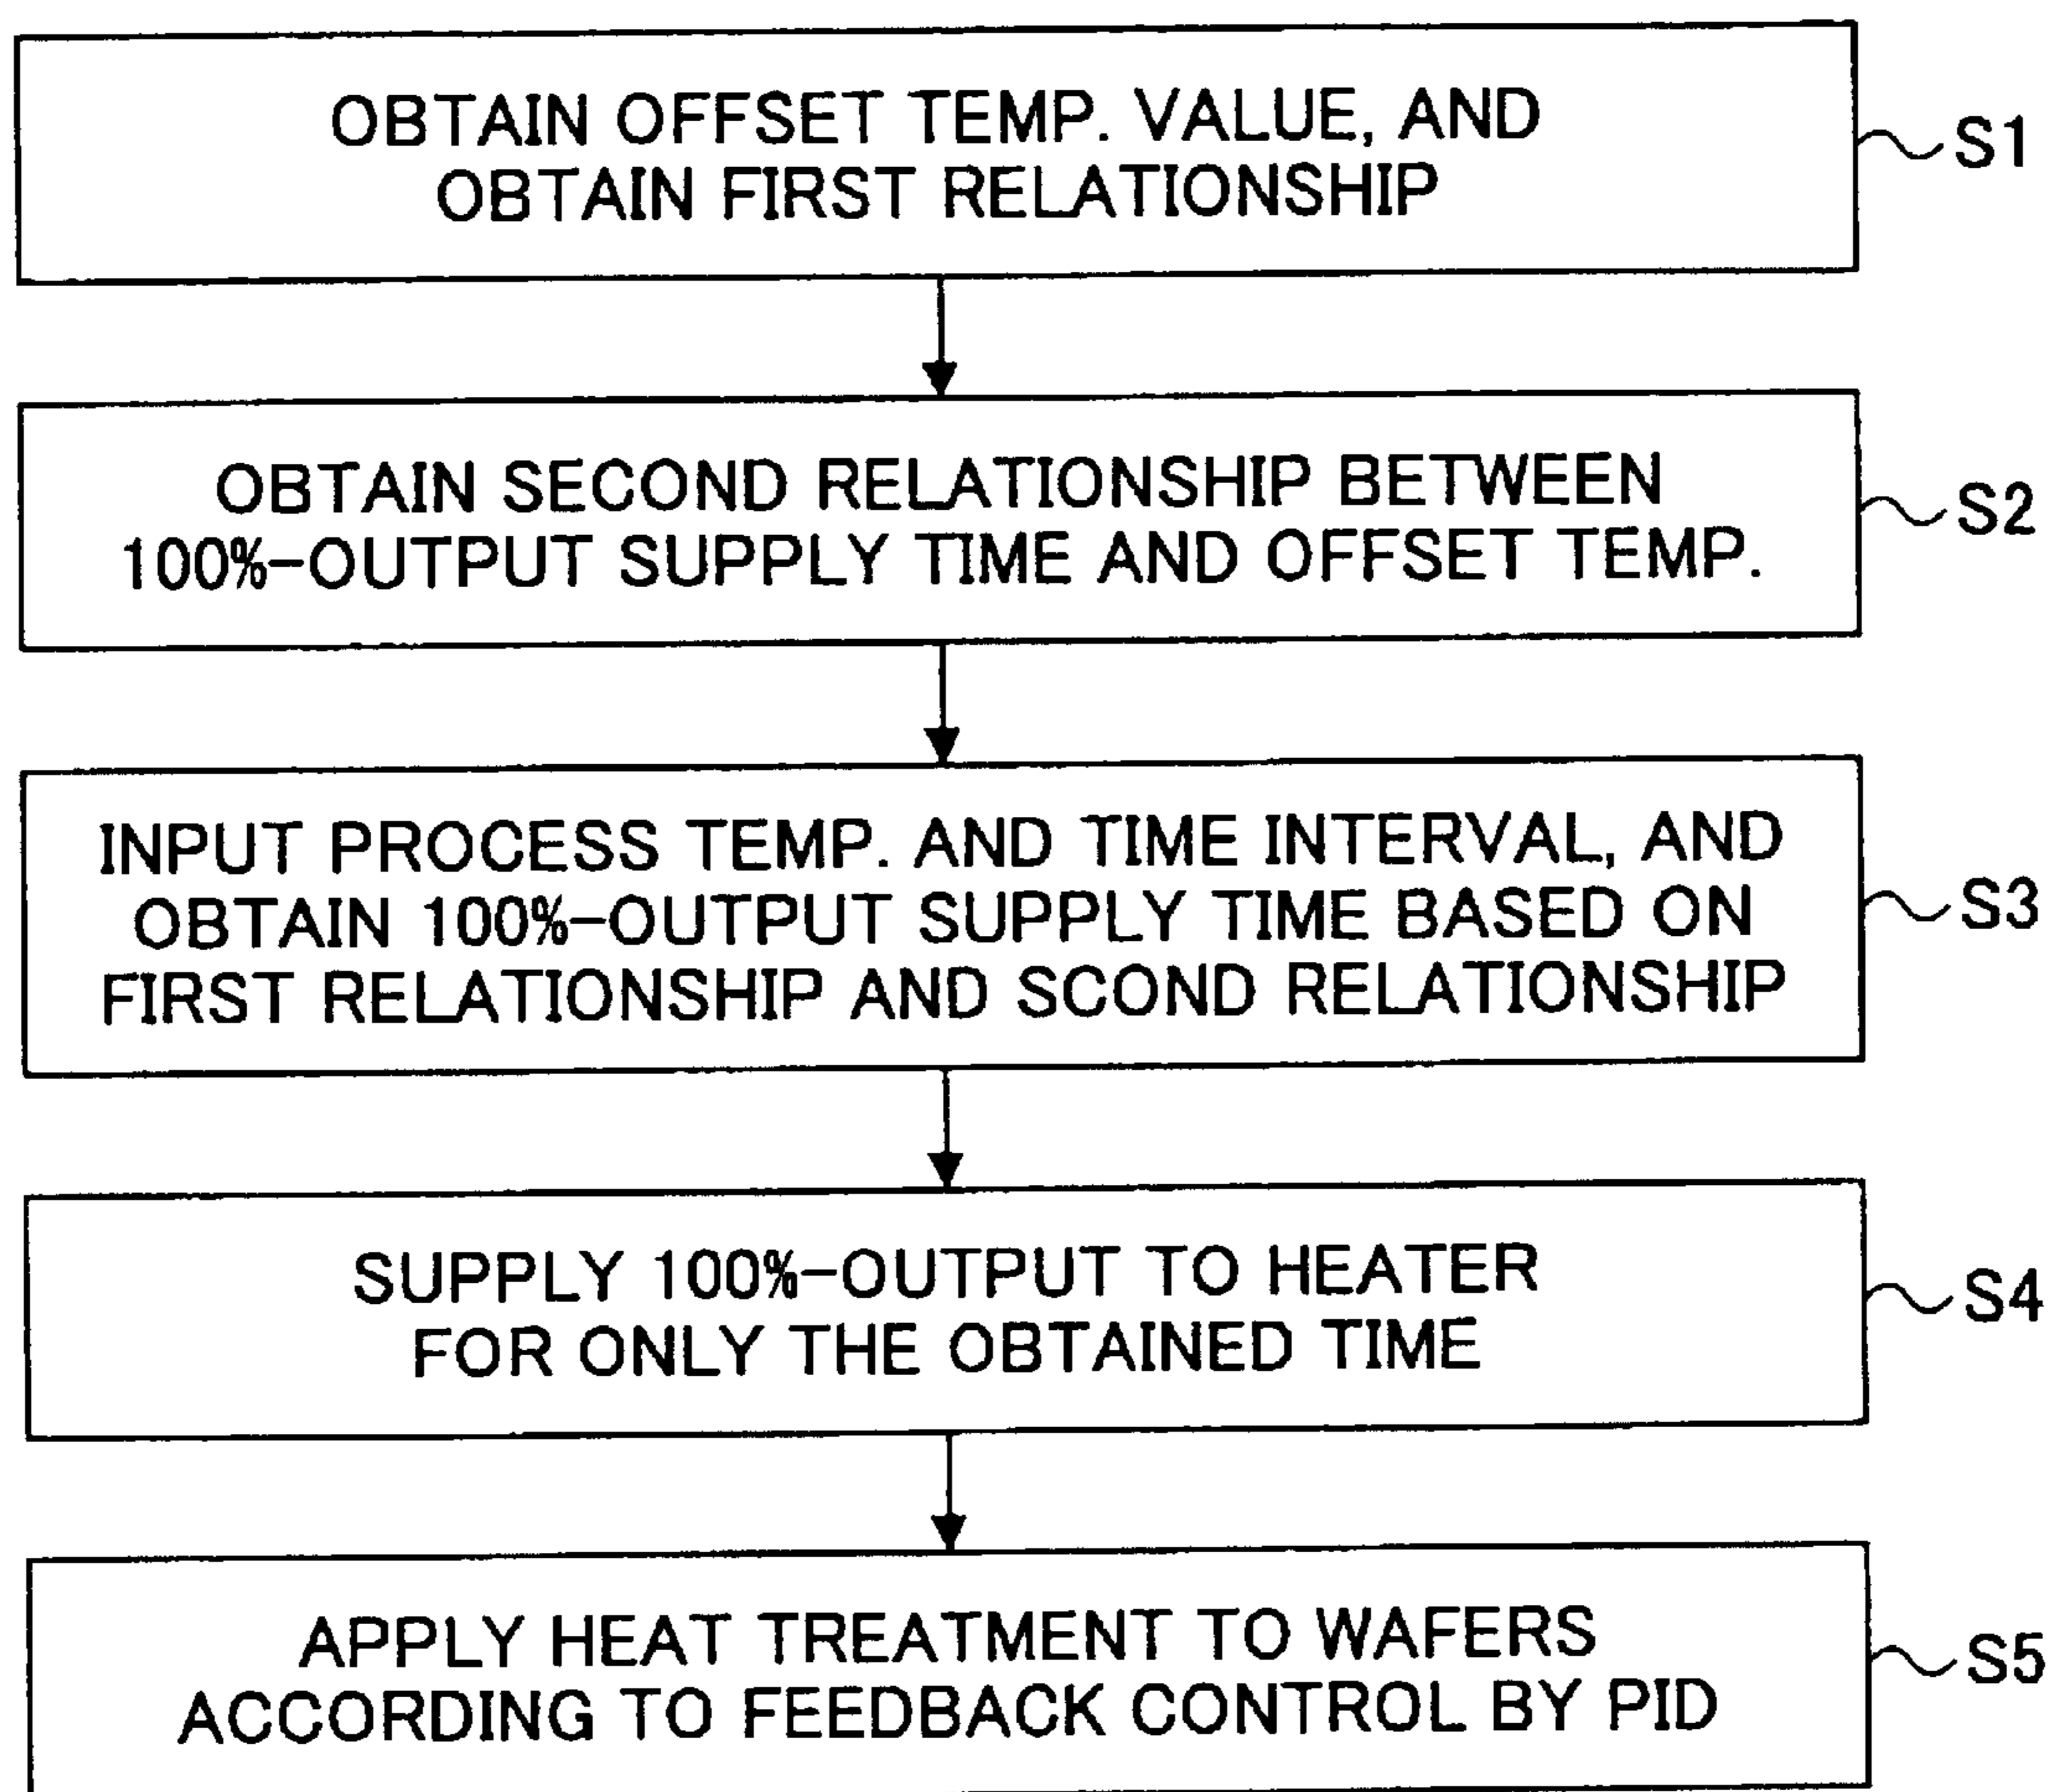 OBTAIN OFFSET TEMP. VALUE, AND
OBTAIN FIRST RELATIONSHIP
S1
OBTAIN SECOND RELATIONSHIP BETWEEN
100%-OUTPUT SUPPLY TIME AND OFFSET TEMP.
S2
INPUT PROCESS TEMP. AND TIME INTERVAL, AND
OBTAIN 100%-OUTPUT SUPPLY TIME BASED ON
FIRST RELATIONSHIP AND SCOND RELATIONSHIP
S3
SUPPLY 100%-OUTPUT TO HEATER
FOR ONLY THE OBTAINED TIME
S4
APPLY HEAT TREATMENT TO WAFERS
ACCORDING TO FEEDBACK CONTROL BY PID
S5